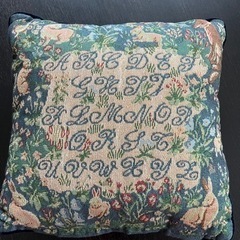 A B C D E F
G H I J
K L M N O P
Q R S T
U V W X Y Z